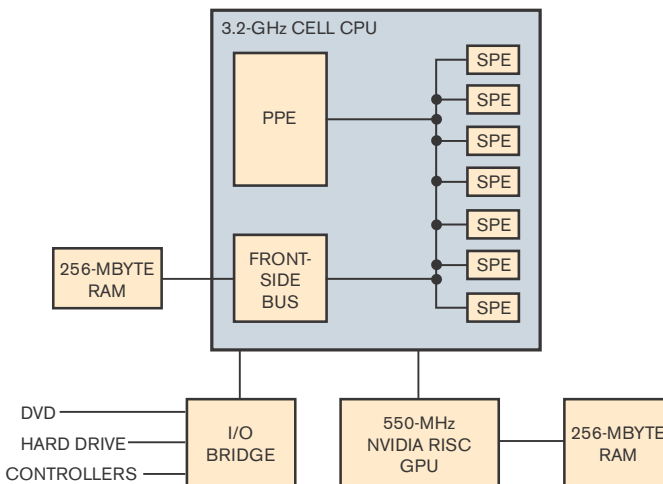 3.2-GHz CELL CPU
PPE
SPE
SPE
SPE
SPE
SPE
SPE
SPE
FRONT-
SIDE
BUS
256-MBYTE
RAM
DVD
HARD DRIVE
CONTROLLERS
I/O
BRIDGE
550-MHz
NVIDIA RISC
GPU
256-MBYTE
RAM